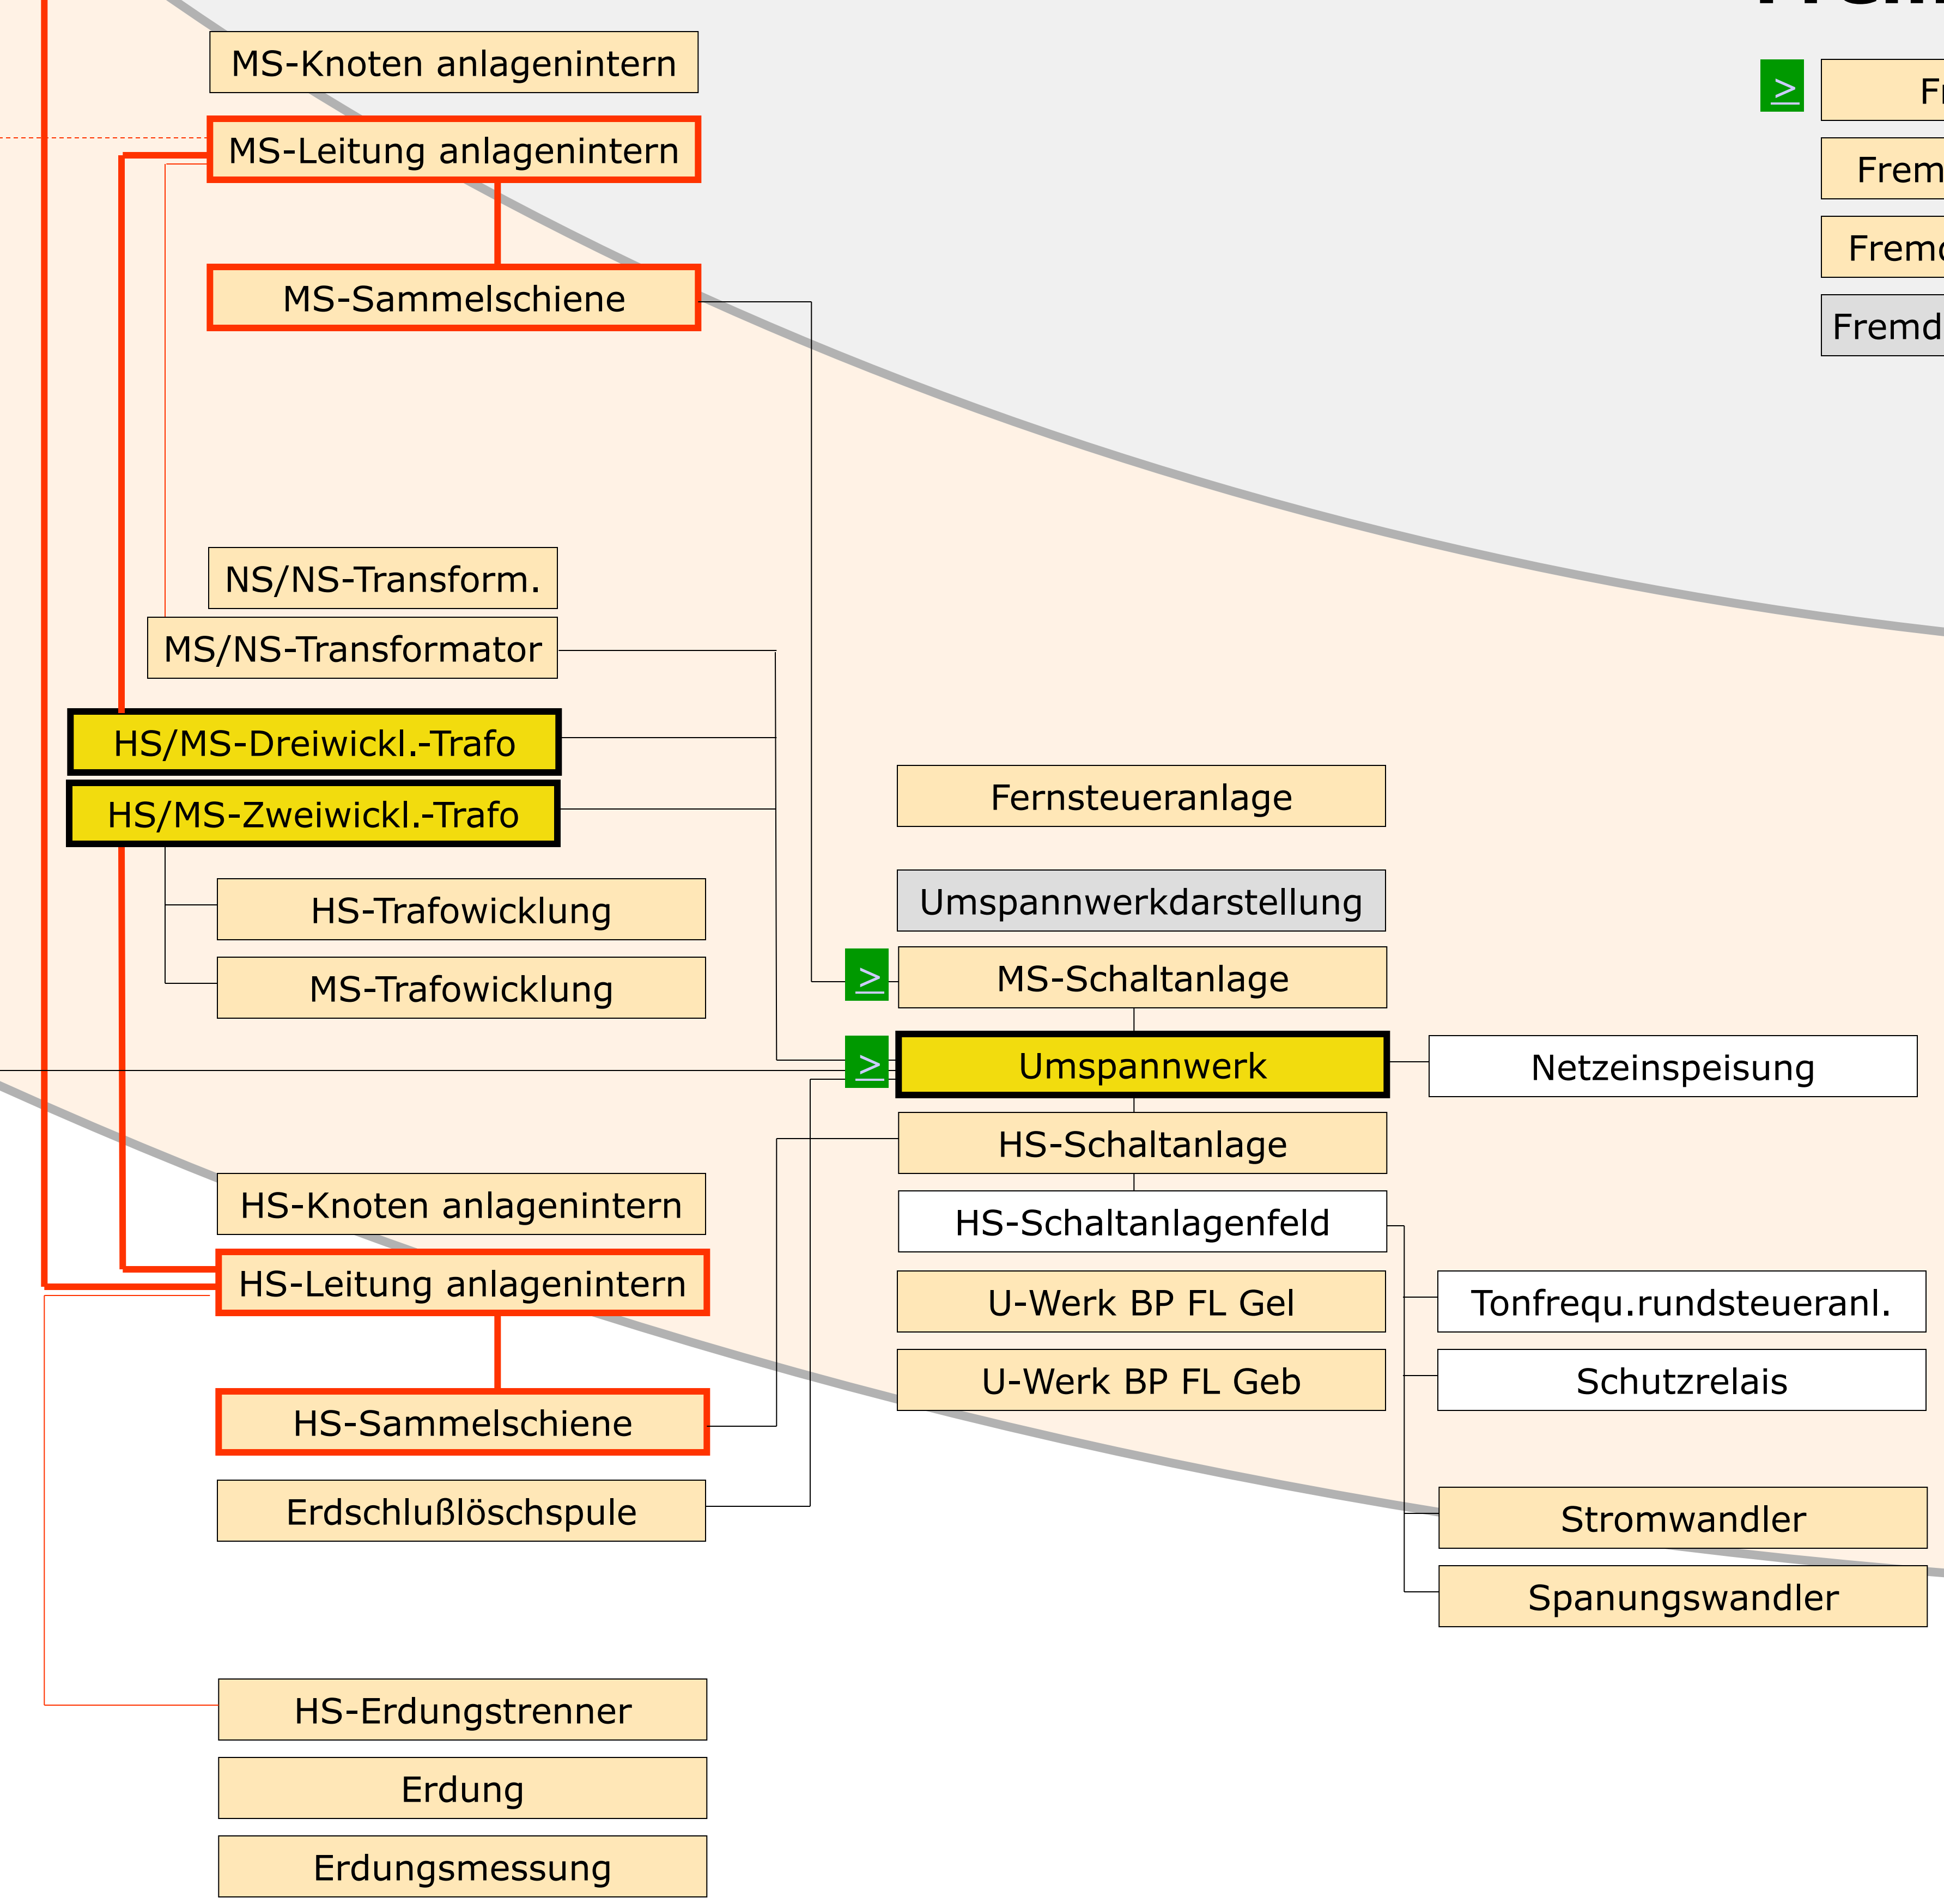 MS-Knoten anlagenintern
MS-Leitung anlagenintern
MS-Sammelschiene
NS/NS-Transform.
MS/NS-Transformator
HS/MS-Dreiwickl.-Trafo
HS/MS-Zweiwickl.-Trafo
HS-Trafowicklung
MS-Trafowicklung
HS-Knoten anlagenintern
HS-Leitung anlagenintern
HS-Sammelschiene
Erdschlußlöschspule
HS-Erdungstrenner
Erdung
Erdungsmessung
Fernsteueranlage
Umspannwerkdarstellung
>
MS-Schaltanlage
>
Umspannwerk
HS-Schaltanlage
HS-Schaltanlagenfeld
U-Werk BP FL Gel
U-Werk BP FL Geb
Netzeinspeisung
Tonfrequ.rundsteueranl.
Schutzrelais
Stromwandler
Spanungswandler
>